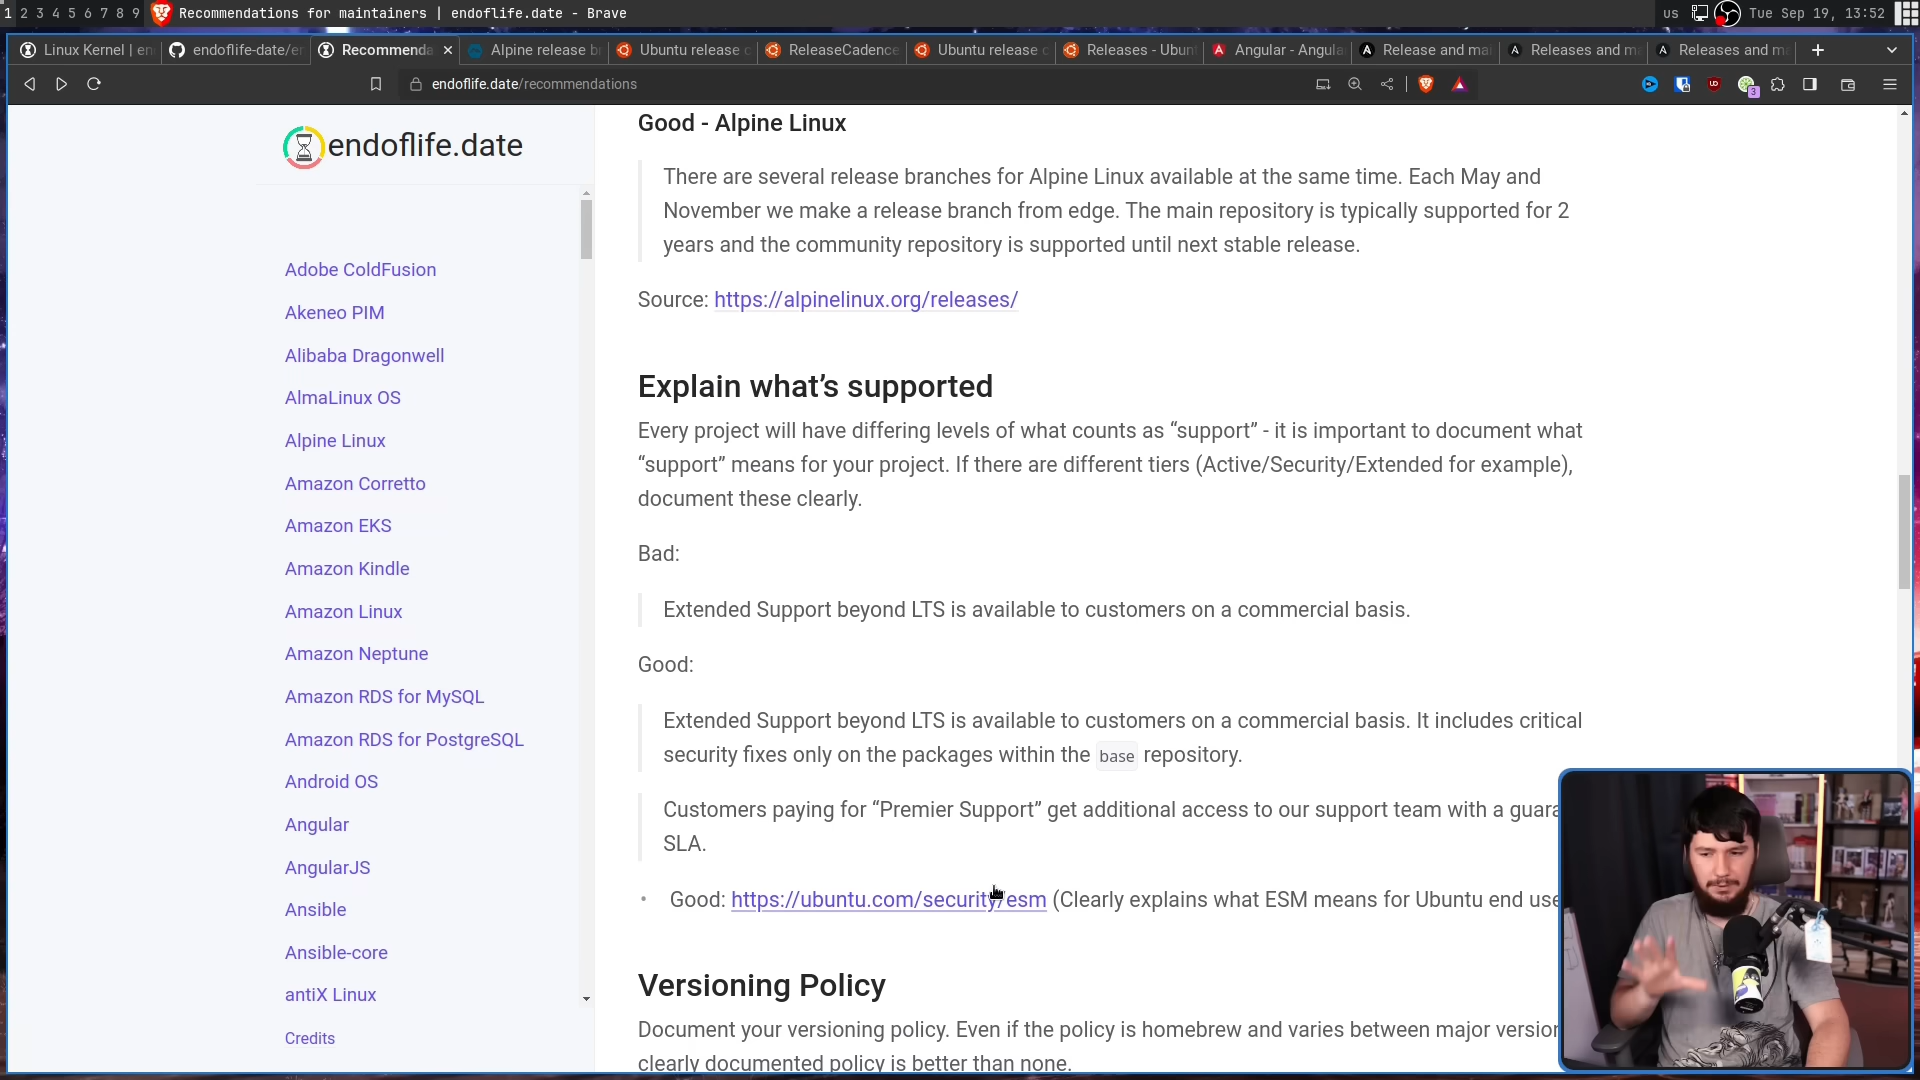 1 2 3 4 5 6 7 8 9 Recommendations for maintainers | endoflife.date - Brave us Tue Sep 19, 13:52
Linux Kernel | en endoflife-date/er Recommenda Alpine release br Ubuntu release c ReleaseCadence Ubuntu release c Releases - Ubunt Angular - Angula Release and mai Releases and m Releases and m
endoflife.date/recommendations
endoflife.date
Adobe ColdFusion
Akeneo PIM
Alibaba Dragonwell
AlmaLinux OS
Alpine Linux
Amazon Corretto
Amazon EKS
Amazon Kindle
Amazon Linux
Amazon Neptune
Amazon RDS for MySQL
Amazon RDS for PostgreSQL
Android OS
Angular
AngularJS
Ansible
Ansible-core
antiX Linux
Credits
Good - Alpine Linux
There are several release branches for Alpine Linux available at the same time. Each May and
November we make a release branch from edge. The main repository is typically supported for 2
years and the community repository is supported until next stable release.
Source: https://alpinelinux.org/releases/
Explain what’s supported
Every project will have differing levels of what counts as “support” - it is important to document what
“support” means for your project. If there are different tiers (Active/Security/Extended for example),
document these clearly.
Bad:
Extended Support beyond LTS is available to customers on a commercial basis.
Good:
Extended Support beyond LTS is available to customers on a commercial basis. It includes critical
security fixes only on the packages within the base repository.
Customers paying for “Premier Support” get additional access to our support team with a guara
SLA.
• Good: https://ubuntu.com/security/esm (Clearly explains what ESM means for Ubuntu end use
Versioning Policy
Document your versioning policy. Even if the policy is homebrew and varies between major version
clearly documented policy is better than none.